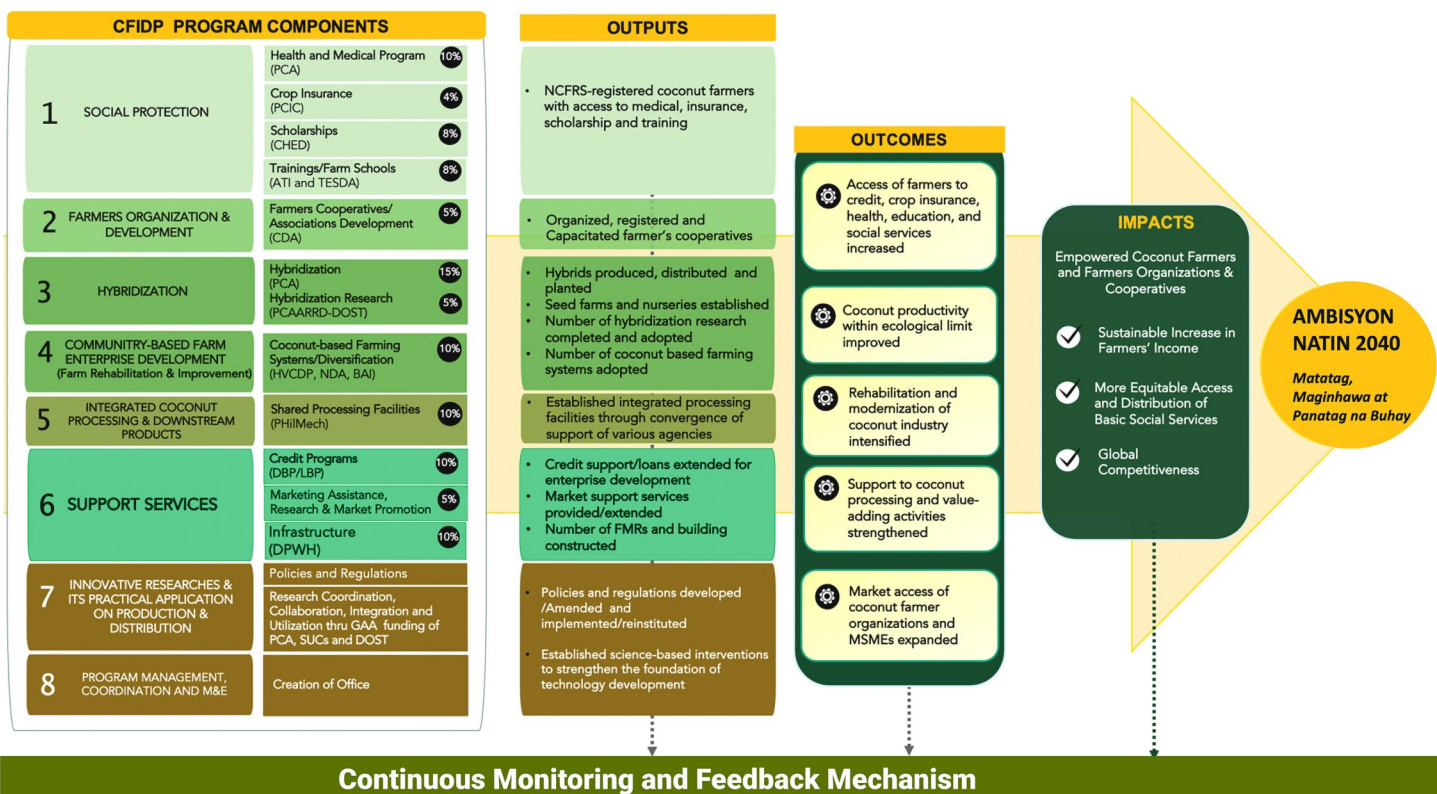 CFIDP PROGRAM COMPONENTS
1
SOCIAL PROTECTION
Health and Medical Program
(PCA)
10%
Crop Insurance
(PCIC)
4%
Scholarships
(CHED)
8%
Trainings/Farm Schools
(ATI and TESDA)
8%
2
FARMERS ORGANIZATION &
DEVELOPMENT
Farmers Cooperatives/
Associations Development
(CDA)
5%
3
HYBRIDIZATION
Hybridization
(PCA)
15%
Hybridization Research
(PCAARRD-DOST)
5%
4
COMMUNITRY-BASED FARM
ENTERPRISE DEVELOPMENT
(Farm Rehabilitation & Improvement)
Coconut-based Farming
Systems/Diversification
(HVCDP, NDA, BAI)
10%
5
INTEGRATED COCONUT
PROCESSING & DOWNSTREAM
PRODUCTS
Shared Processing Facilities
(PHilMech)
10%
6
SUPPORT SERVICES
Credit Programs
(DBP/LBP)
10%
Marketing Assistance,
Research & Market Promotion
5%
Infrastructure
(DPWH)
10%
7
INNOVATIVE RESEARCHES &
ITS PRACTICAL APPLICATION
ON PRODUCTION &
DISTRIBUTION
Policies and Regulations
Research Coordination,
Collaboration, Integration and
Utilization thru GAA funding of
PCA, SUCs and DOST
8
PROGRAM MANAGEMENT,
COORDINATION AND M&E
Creation of Office
OUTPUTS
• NCFRS-registered coconut farmers
with access to medical, insurance,
scholarship and training
• Organized, registered and
Capacitated farmer's cooperatives
• Hybrids produced, distributed and
planted
• Seed farms and nurseries established
• Number of hybridization research
completed and adopted
• Number of coconut based farming
systems adopted
• Established integrated processing
facilities through convergence of
support of various agencies
• Credit support/loans extended for
enterprise development
• Market support services
provided/extended
• Number of FMRs and building
constructed
• Policies and regulations developed
/Amended and
implemented/reinstituted
• Established science-based interventions
to strengthen the foundation of
technology development
OUTCOMES
Access of farmers to
credit, crop insurance,
health, education, and
social services
increased
Coconut productivity
within ecological limit
improved
Rehabilitation and
modernization of
coconut industry
intensified
Support to coconut
processing and value-
adding activities
strengthened
Market access of
coconut farmer
organizations and
MSMEs expanded
IMPACTS
Empowered Coconut Farmers
and Farmers Organizations &
Cooperatives
Sustainable Increase in
Farmers' Income
More Equitable Access
and Distribution of
Basic Social Services
Global
Competitiveness
AMBISYON
NATIN 2040
Matatag,
Maginhawa at
Panatag na Buhay
Continuous Monitoring and Feedback Mechanism